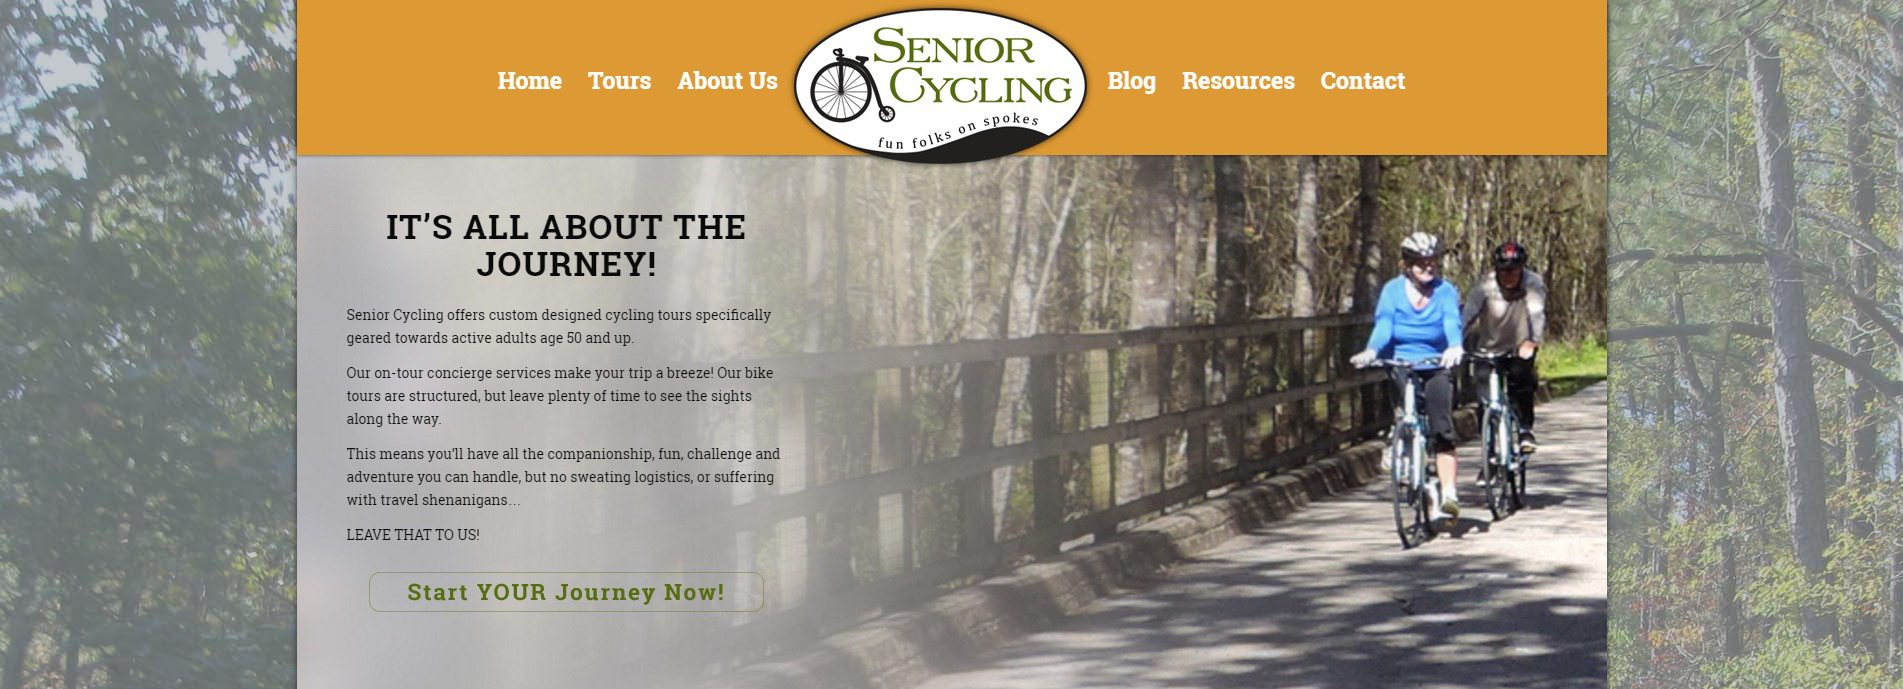 Home Tours About Us
SENIOR
CYCLING
fun folks on spokes
Blog Resources Contact
IT’S ALL ABOUT THE
JOURNEY!
Senior Cycling offers custom designed cycling tours specifically
geared towards active adults age 50 and up.
Our on-tour concierge services make your trip a breeze! Our bike
tours are structured, but leave plenty of time to see the sights
along the way.
This means you’ll have all the companionship, fun, challenge and
adventure you can handle, but no sweating logistics, or suffering
with travel shenanigans…
LEAVE THAT TO US!
Start YOUR Journey Now!